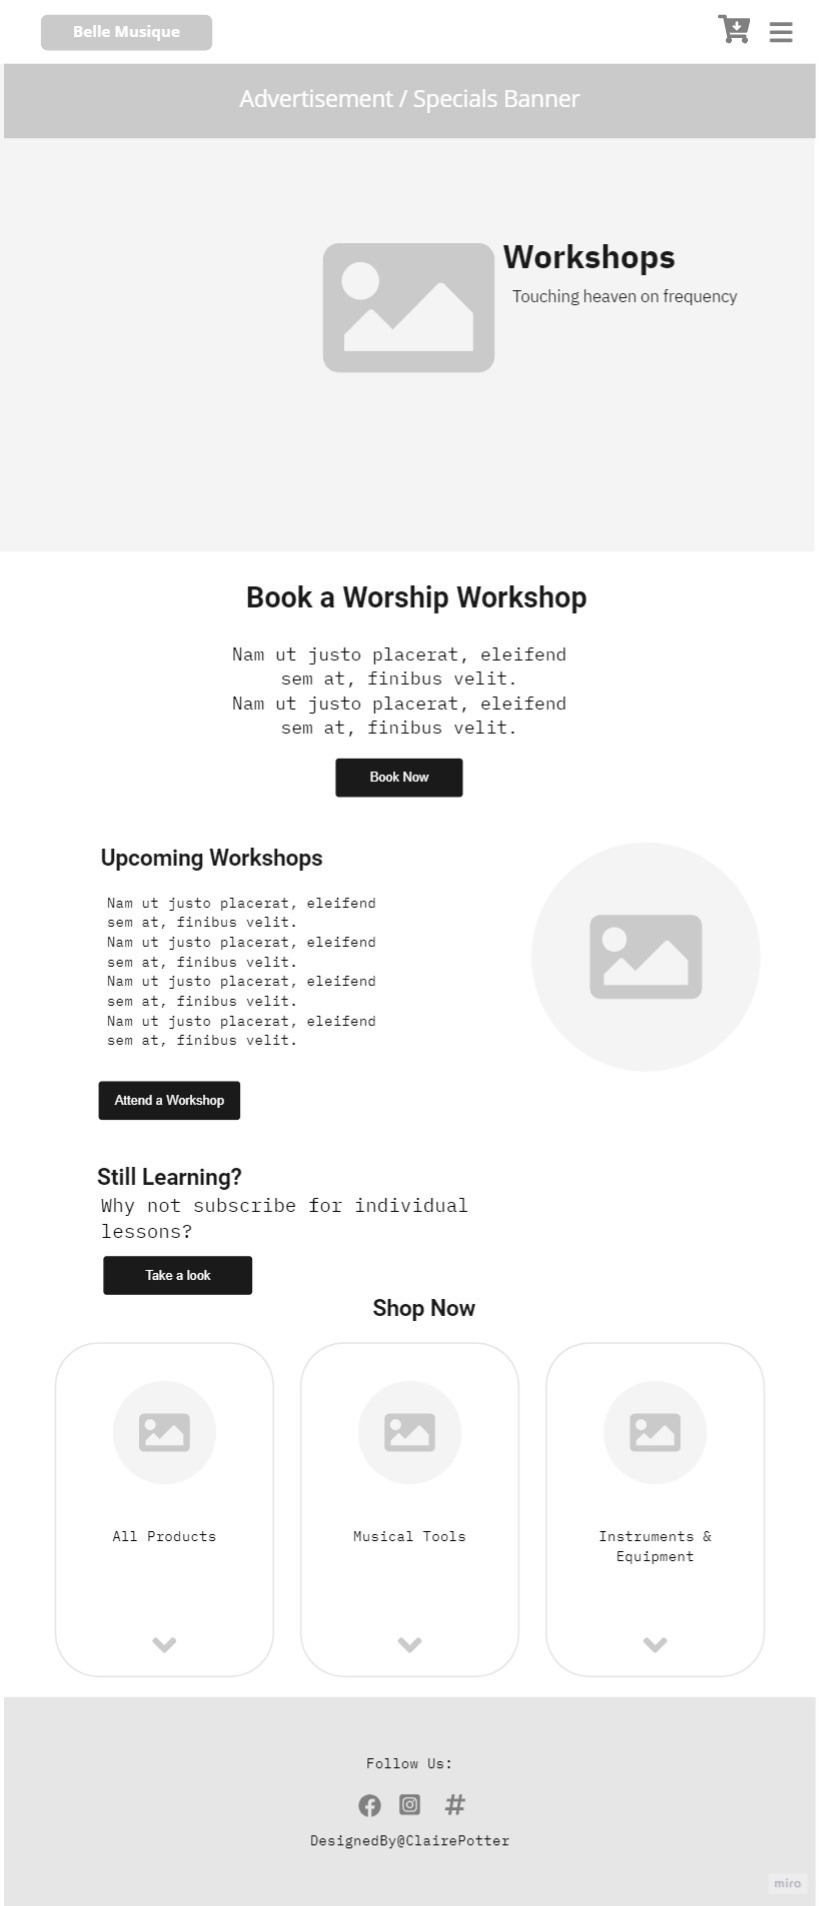 Belle Musique
Advertisement / Specials Banner
Workshops
Touching heaven on frequency
Book a Worship Workshop
Nam ut justo placerat, eleifend
sem at, finibus velit.
Nam ut justo placerat, eleifend
sem at, finibus velit.
Book Now
Upcoming Workshops
Nam ut justo placerat, eleifend
sem at, finibus velit.
Nam ut justo placerat, eleifend
sem at, finibus velit.
Nam ut justo placerat, eleifend
sem at, finibus velit.
Nam ut justo placerat, eleifend
sem at, finibus velit.
Attend a Workshop
Still Learning?
Why not subscribe for individual
lessons?
Take a look
Shop Now
All Products
Musical Tools
Instruments &
Equipment
Follow Us:
#
DesignedBy@ClairePotter
miro